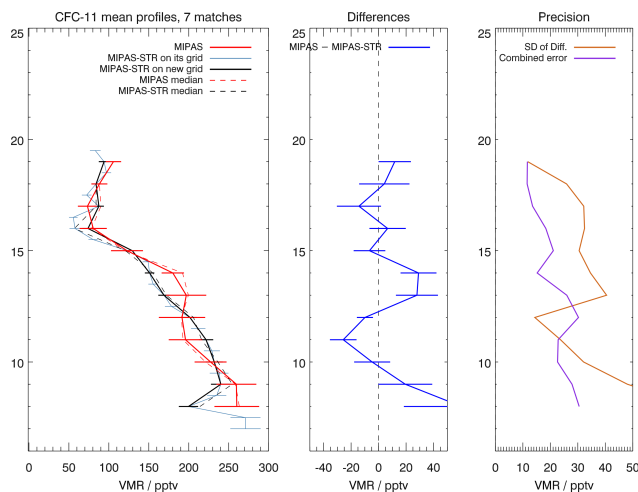 CFC-11 mean profiles, 7 matches
Differences
Precision
MIPAS
MIPAS-STR on its grid
MIPAS-STR on new grid
MIPAS median
MIPAS-STR median
MIPAS − MIPAS-STR
SD of Diff.
Combined error
25
20
15
10
0 50 100 150 200 250 300
VMR / pptv
25
20
15
10
-40 -20 0 20 40
VMR / pptv
25
20
15
10
0 10 20 30 40 50
VMR / pptv